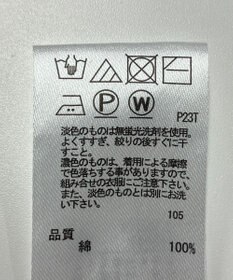 P W
P23T
淡色のものは無蛍光洗剤を使用。
よくすすぎ、絞りの後すぐに干
すこと。
濃色のものは、着用による摩擦
で色落ちする事がありますので、
組み合せの衣服にご注意下さい。
また、淡色のものとは別にお洗
い下さい。
105
品質
綿 100%